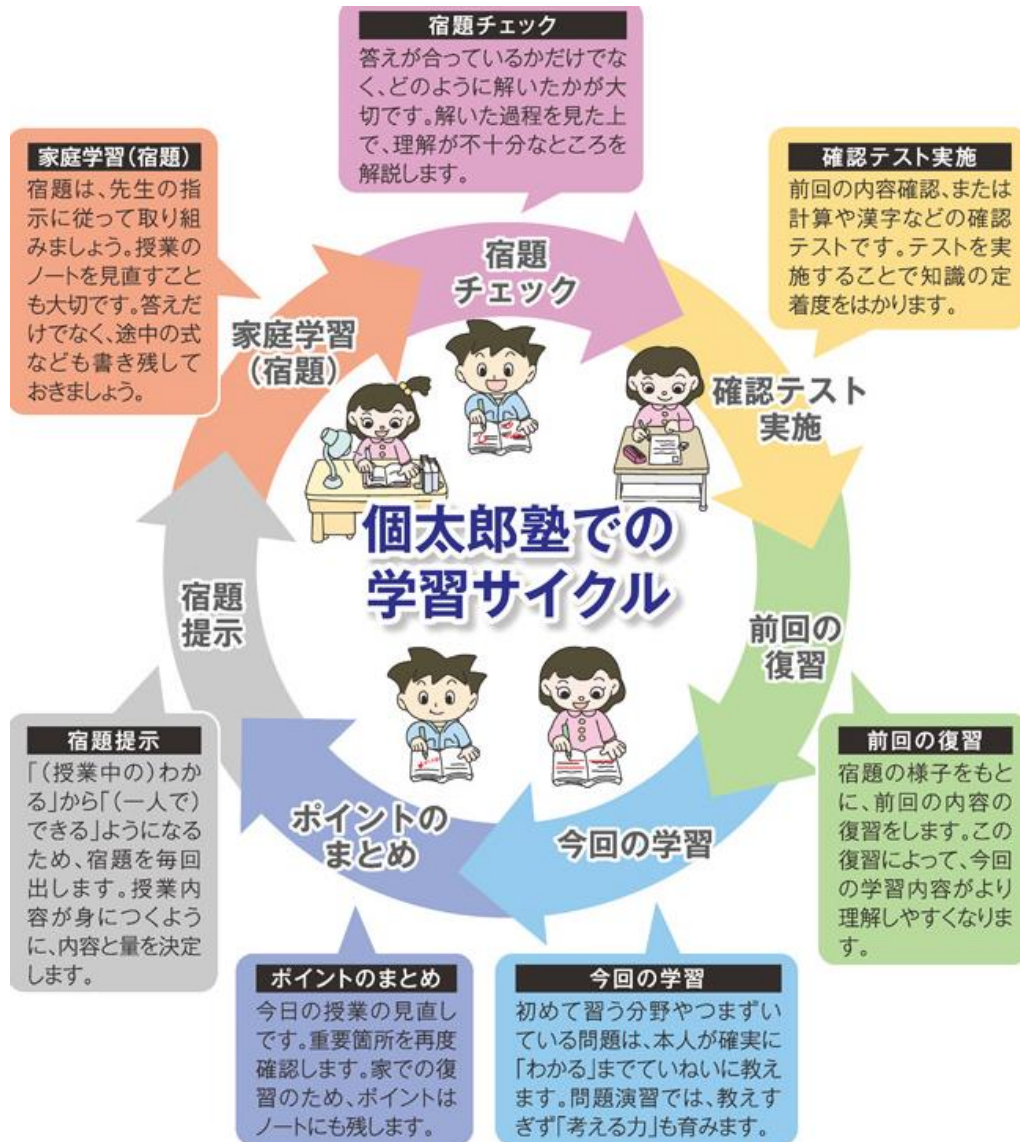 宿題チェック
答えが合っているかだけでな
く、どのように解いたかが大
切です。解いた過程を見た上
で、理解が不十分なところを
解説します。
確認テスト実施
前回の内容確認、または
計算や漢字などの確認
テストです。テストを実
施することで知識の定
着度をはかります。
前回の復習
宿題の様子をもと
に、前回の内容の
復習をします。この
復習によって、今回
の学習内容がより
理解しやすくなりま
す。
今回の学習
初めて習う分野やつまずい
ている問題は、本人が確実に
「わかる」までていねいに教え
ます。問題演習では、教えす
ぎず「考える力」も育みます。
ポイントのまとめ
今日の授業の見直し
です。重要箇所を再度
確認します。家での復
習のため、ポイントは
ノートにも残します。
宿題提示
「(授業中の)わか
る」から「(一人で)
できる」ようになる
ため、宿題を毎回
出します。授業内
容が身につくよう
に、内容と量を決定
します。
家庭学習(宿題)
宿題は、先生の指
示に従って取り組
みましょう。授業の
ノートを見直すこと
も大切です。答えだ
けでなく、途中の式
なども書き残して
おきましょう。
宿題
チェック
確認テスト
実施
前回の
復習
今回の学習
ポイントの
まとめ
宿題
提示
家庭学習
(宿題)
個太郎塾での
学習サイクル